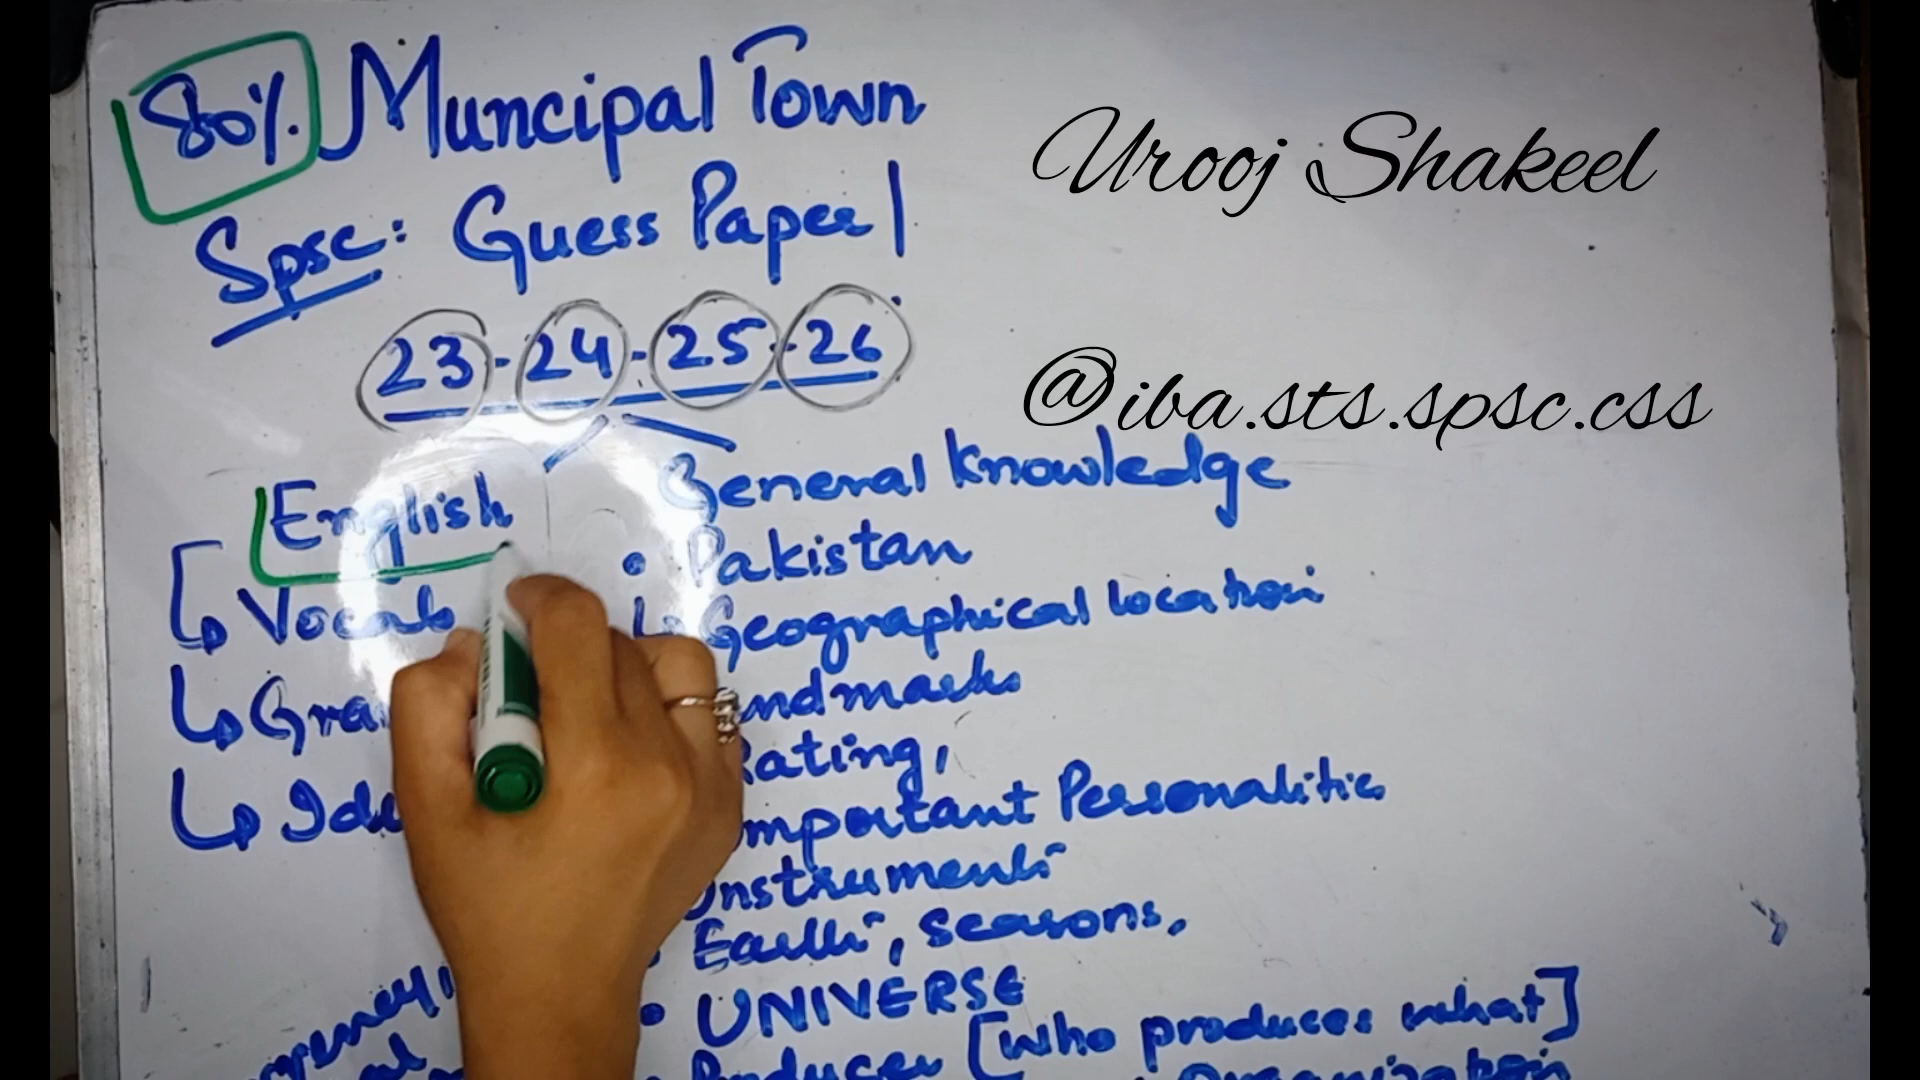 80% Muncipal Town
Spsc: Guess Paper
23-24-25-26
Urooj Shakeel
@iba.sts.spsc.css
English
Vocab
General knowledge
• Pakistan
Geographical location
Rating,
Important Personalities
Instruments
Earth, seasons,
• UNIVERSE
[who produces what]